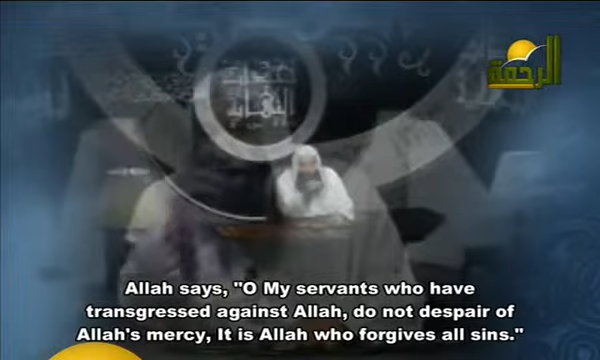 الرحمة
Allah says, "O My servants who have
transgressed against Allah, do not despair of
Allah's mercy, It is Allah who forgives all sins."